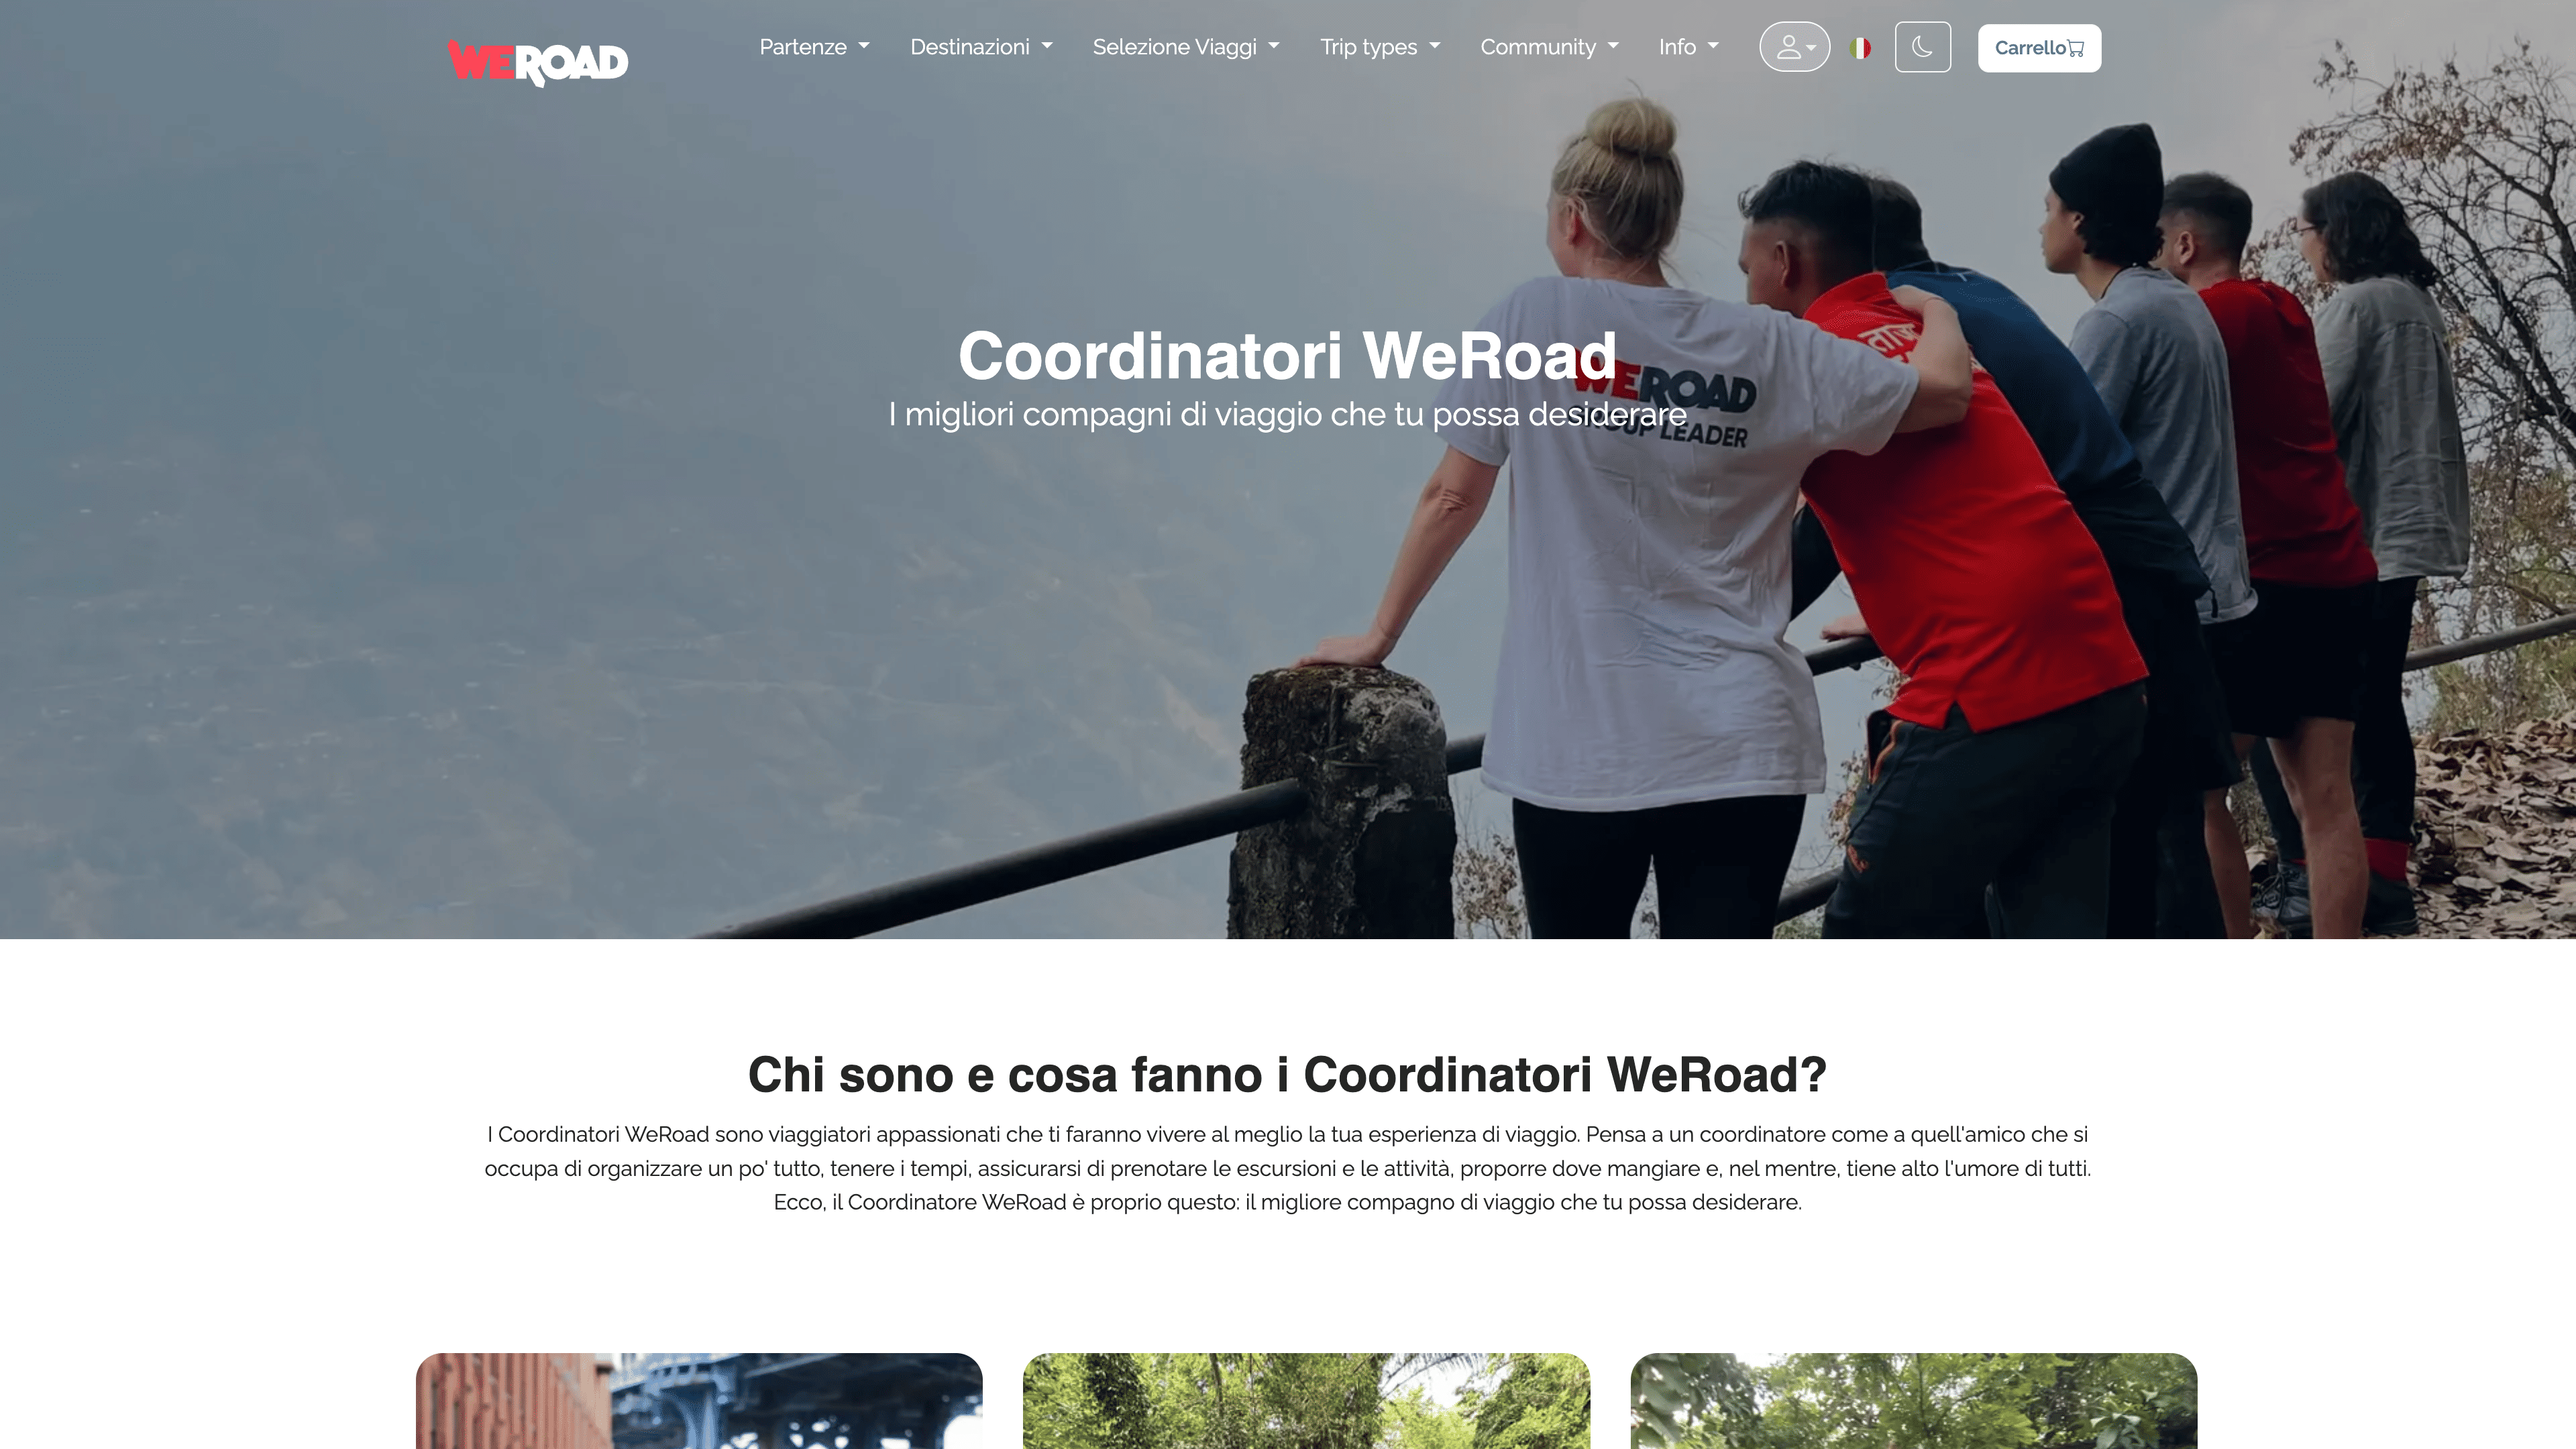 WEROAD
Partenze
Destinazioni
Selezione Viaggi
Trip types
Community
Info
Carrello
Coordinatori WeRoad
I migliori compagni di viaggio che tu possa desiderare
WEROAD
GROUP LEADER
Chi sono e cosa fanno i Coordinatori WeRoad?
I Coordinatori WeRoad sono viaggiatori appassionati che ti faranno vivere al meglio la tua esperienza di viaggio. Pensa a un coordinatore come a quell'amico che si
occupa di organizzare un po' tutto, tenere i tempi, assicurarsi di prenotare le escursioni e le attività, proporre dove mangiare e, nel mentre, tiene alto l'umore di tutti.
Ecco, il Coordinatore WeRoad è proprio questo: il migliore compagno di viaggio che tu possa desiderare.